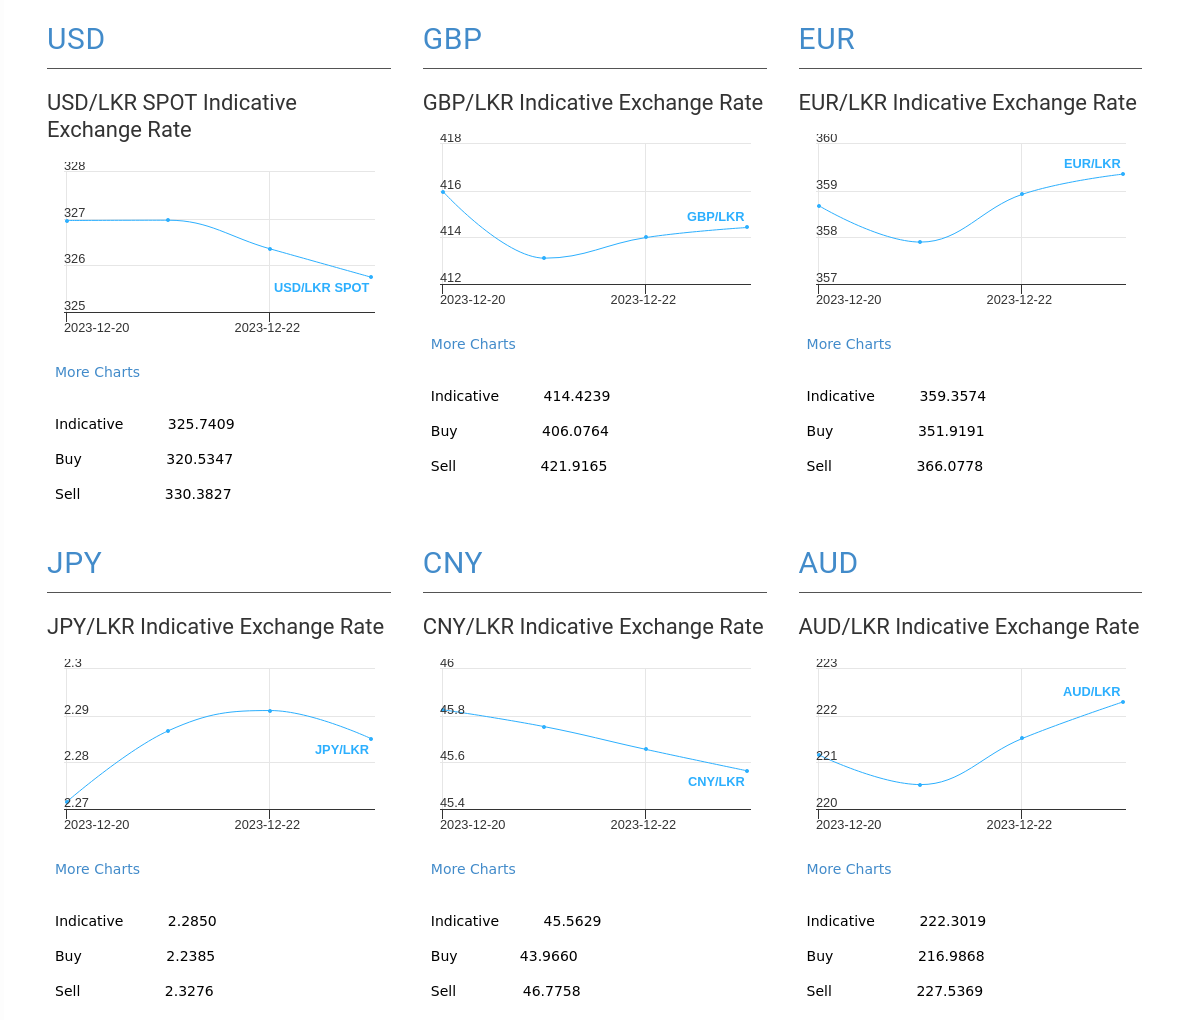 USD
USD/LKR SPOT Indicative
Exchange Rate
328
327
326
USD/LKR SPOT
325
2023-12-20 2023-12-22
More Charts
Indicative 325.7409
Buy 320.5347
Sell 330.3827
GBP
GBP/LKR Indicative Exchange Rate
418
416
GBP/LKR
414
412
2023-12-20 2023-12-22
More Charts
Indicative 414.4239
Buy 406.0764
Sell 421.9165
EUR
EUR/LKR Indicative Exchange Rate
360
EUR/LKR
359
358
357
2023-12-20 2023-12-22
More Charts
Indicative 359.3574
Buy 351.9191
Sell 366.0778
JPY
JPY/LKR Indicative Exchange Rate
2.3
2.29
JPY/LKR
2.28
2.27
2023-12-20 2023-12-22
More Charts
Indicative 2.2850
Buy 2.2385
Sell 2.3276
CNY
CNY/LKR Indicative Exchange Rate
46
45.8
45.6
CNY/LKR
45.4
2023-12-20 2023-12-22
More Charts
Indicative 45.5629
Buy 43.9660
Sell 46.7758
AUD
AUD/LKR Indicative Exchange Rate
223
AUD/LKR
222
221
220
2023-12-20 2023-12-22
More Charts
Indicative 222.3019
Buy 216.9868
Sell 227.5369